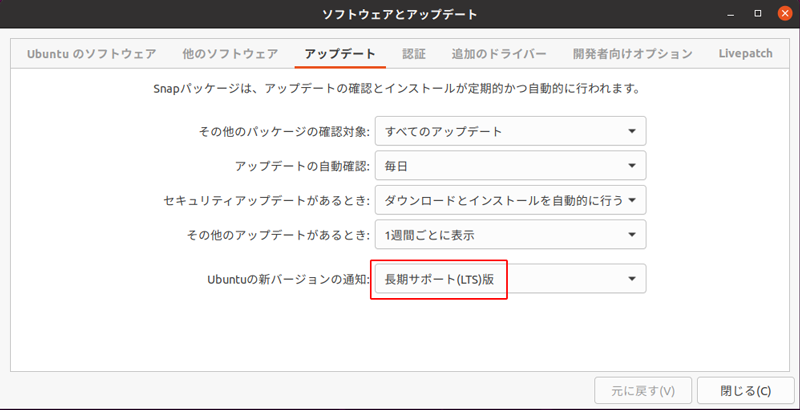 ソフトウェアとアップデート
Ubuntu のソフトウェア 他のソフトウェア アップデート 認証 追加のドライバー 開発者向けオプション Livepatch
Snapパッケージは、アップデートの確認とインストールが定期的かつ自動的に行われます。
その他のパッケージの確認対象: すべてのアップデート
アップデートの自動確認: 毎日
セキュリティアップデートがあるとき: ダウンロードとインストールを自動的に行う
その他のアップデートがあるとき: 1週間ごとに表示
Ubuntuの新バージョンの通知: 長期サポート(LTS)版
元に戻す(V) 閉じる(C)